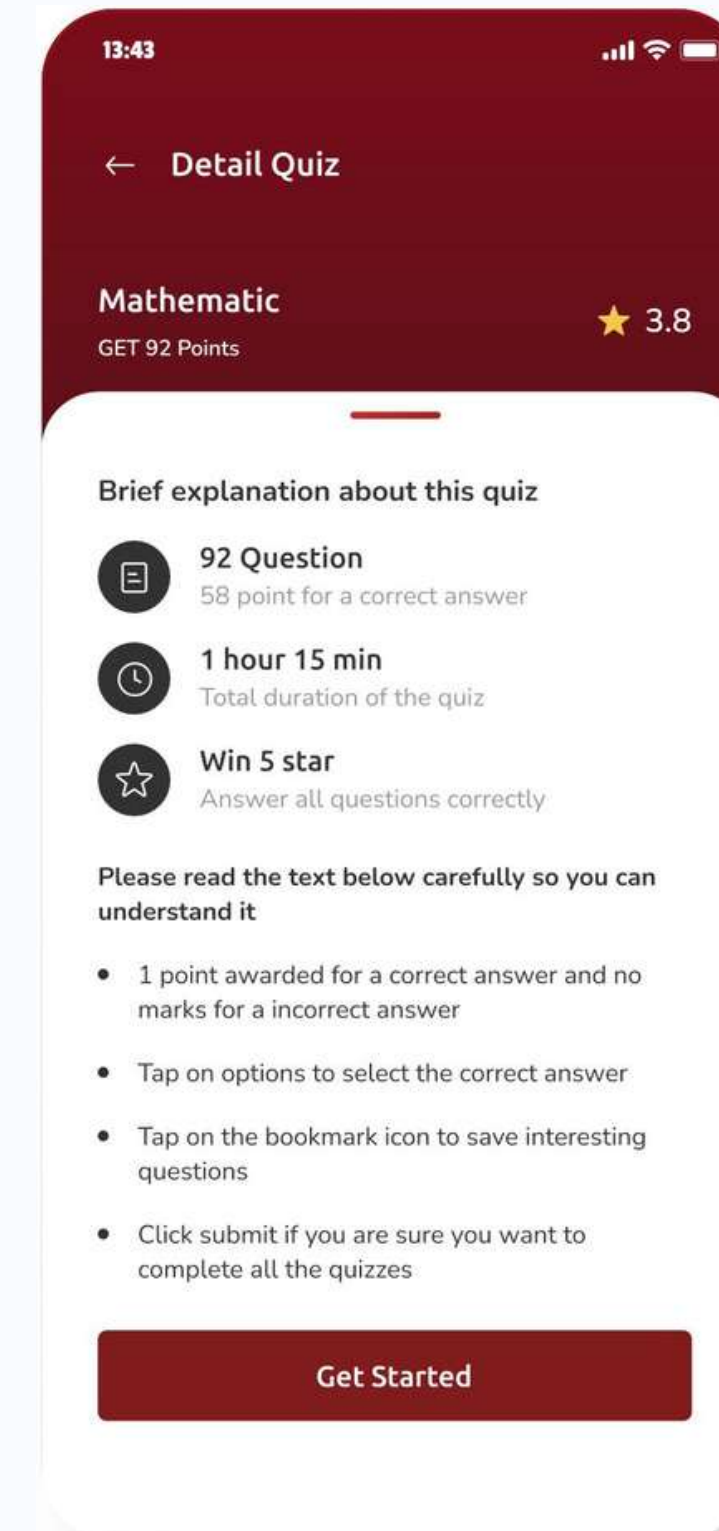 13:43
← Detail Quiz
Mathematic
3.8
GET 92 Points
Brief explanation about this quiz
92 Question
58 point for a correct answer
1 hour 15 min
Total duration of the quiz
Win 5 star
Answer all questions correctly
Please read the text below carefully so you can
understand it
• 1 point awarded for a correct answer and no
marks for a incorrect answer
• Tap on options to select the correct answer
• Tap on the bookmark icon to save interesting
questions
• Click submit if you are sure you want to
complete all the quizzes
Get Started